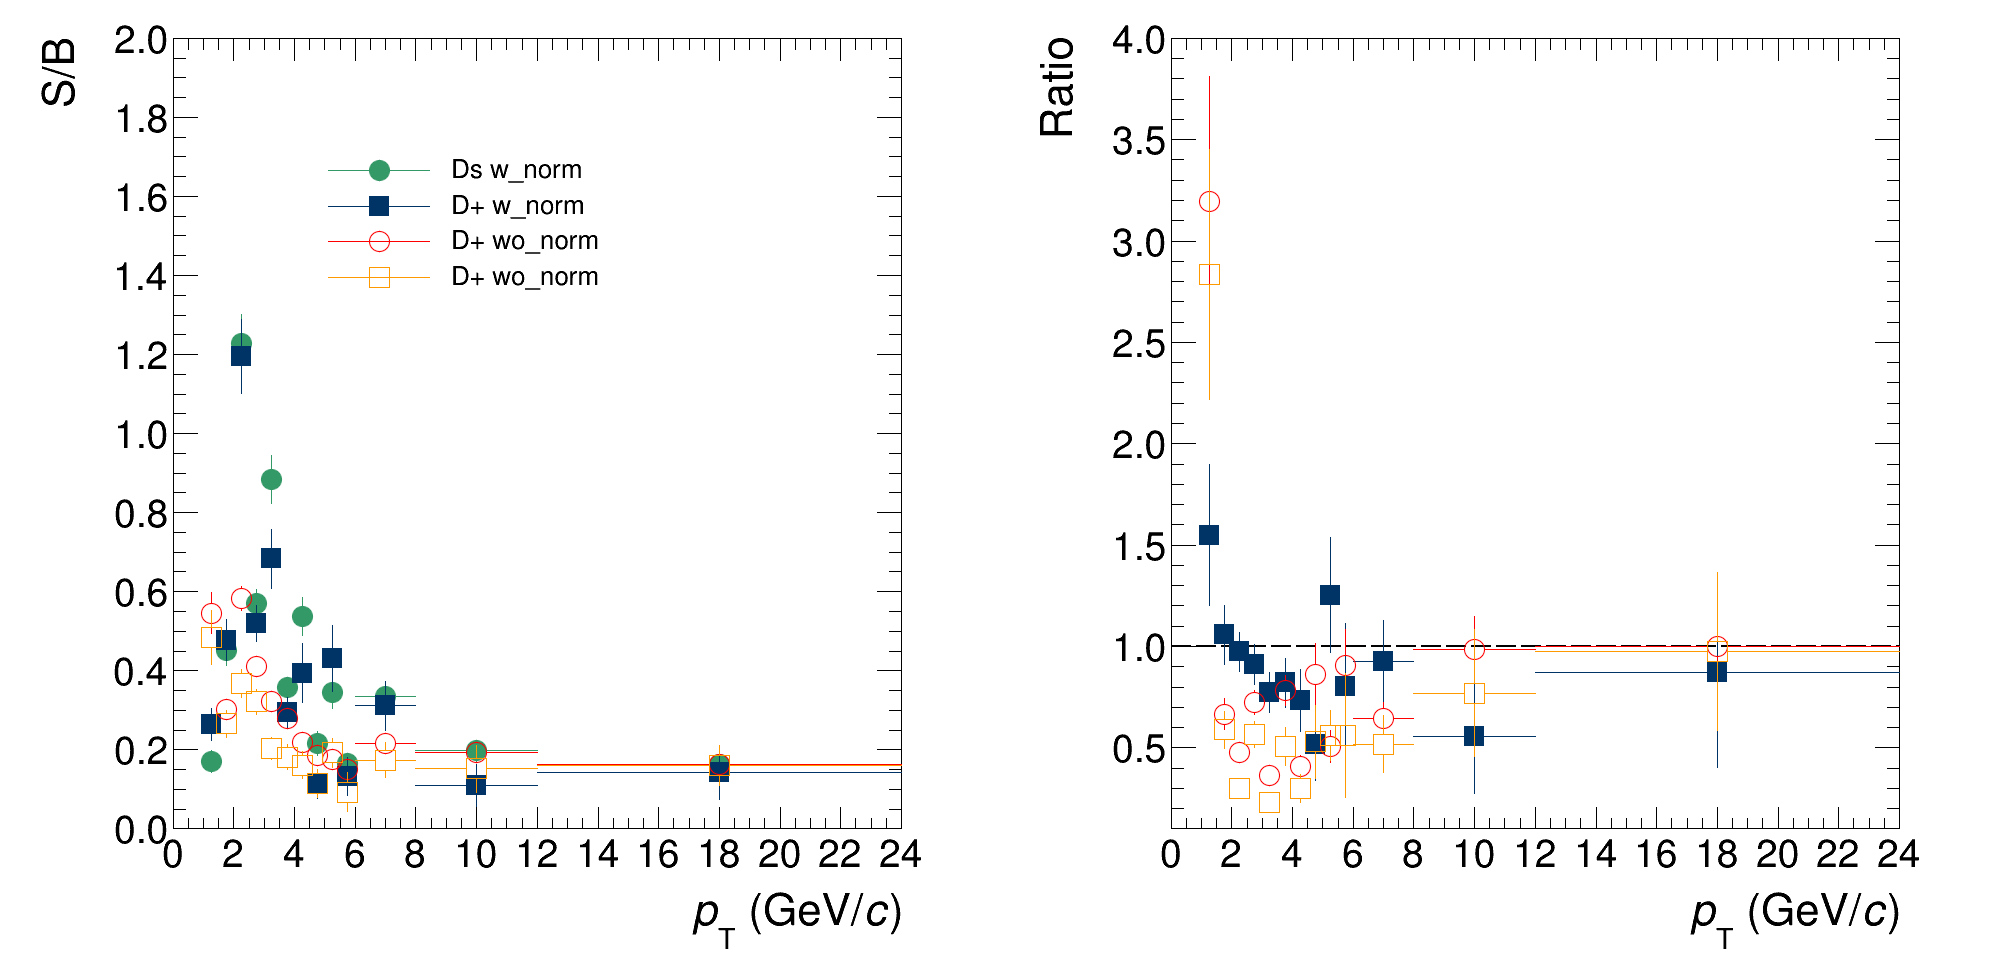 S/B
2.0
1.8
1.6
1.4
1.2
1.0
0.8
0.6
0.4
0.2
0.0
Ds w_norm
D+ w_norm
D+ wo_norm
D+ wo_norm
0 2 4 6 8 10 12 14 16 18 20 22 24
pT (GeV/c)
Ratio
4.0
3.5
3.0
2.5
2.0
1.5
1.0
0.5
0 2 4 6 8 10 12 14 16 18 20 22 24
pT (GeV/c)